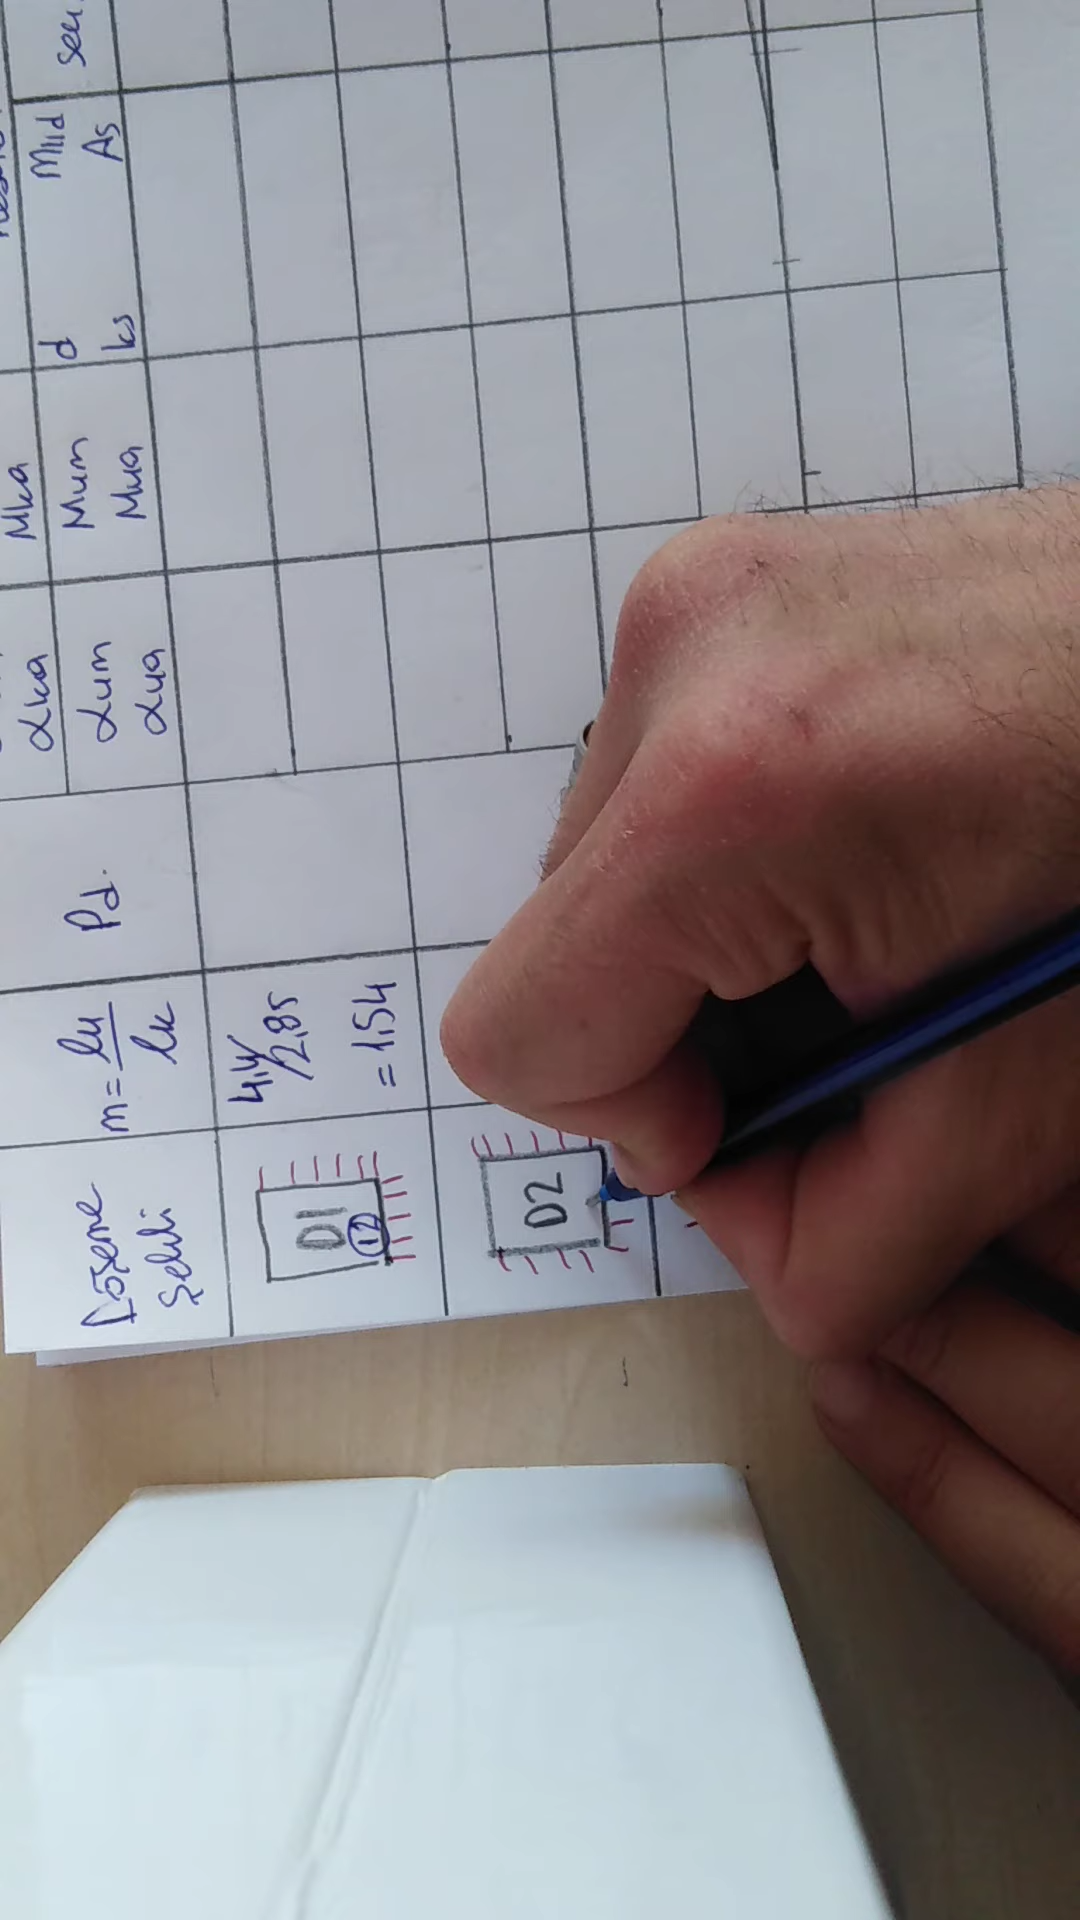 Döşeme
Şekli
m = lu
lk
Pd.
αka
αum
αua
Mka
Mum
Mua
d
ks
Mud
As
D1
12
4,4/2,85
= 1,54
D2